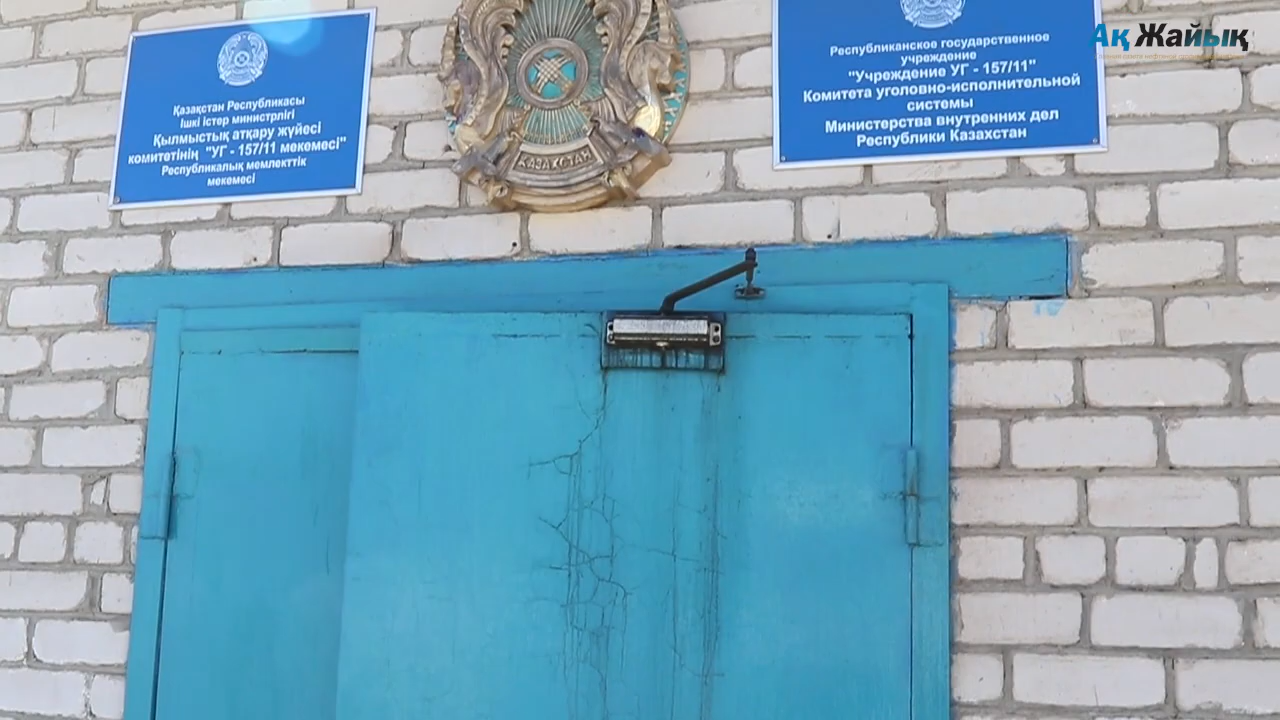 Қазақстан Республикасы
Ішкі істер министрлігі
Қылмыстық атқару жүйесі
комитетінің "УГ - 157/11 мекемесі"
Республикалық мемлекттік
мекемесі
ҚАЗАҚСТАН
Республиканское государственное
учреждение
"Учреждение УГ - 157/11"
Комитета уголовно-исполнительной
системы
Министерства внутренних дел
Республики Казахстан
Ақ Жайық